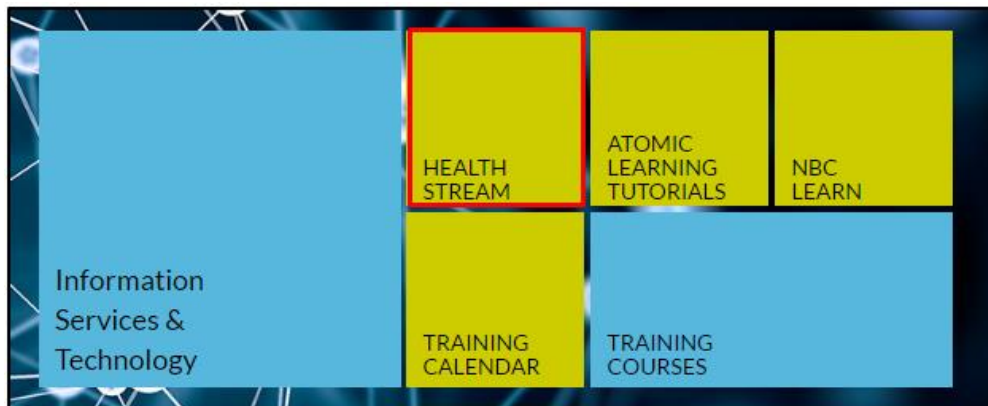 HEALTH
STREAM
ATOMIC
LEARNING
TUTORIALS
NBC
LEARN
Information
Services &
Technology
TRAINING
CALENDAR
TRAINING
COURSES